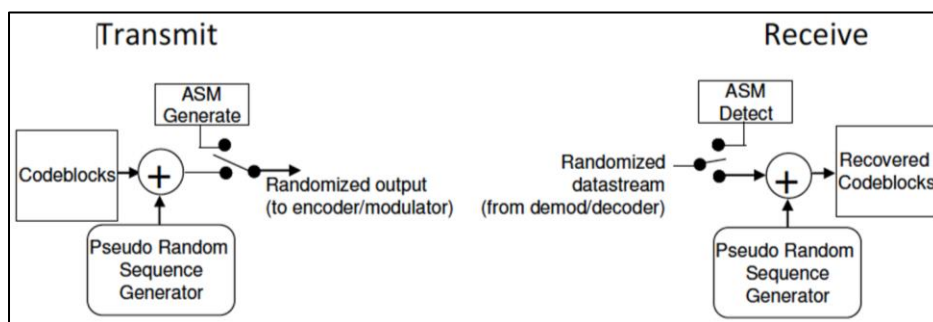 Transmit
Receive
ASM
Generate
ASM
Detect
Codeblocks
+
Randomized output
(to encoder/modulator)
Randomized
datastream
(from demod/decoder)
+
Recovered
Codeblocks
Pseudo Random
Sequence
Generator
Pseudo Random
Sequence
Generator